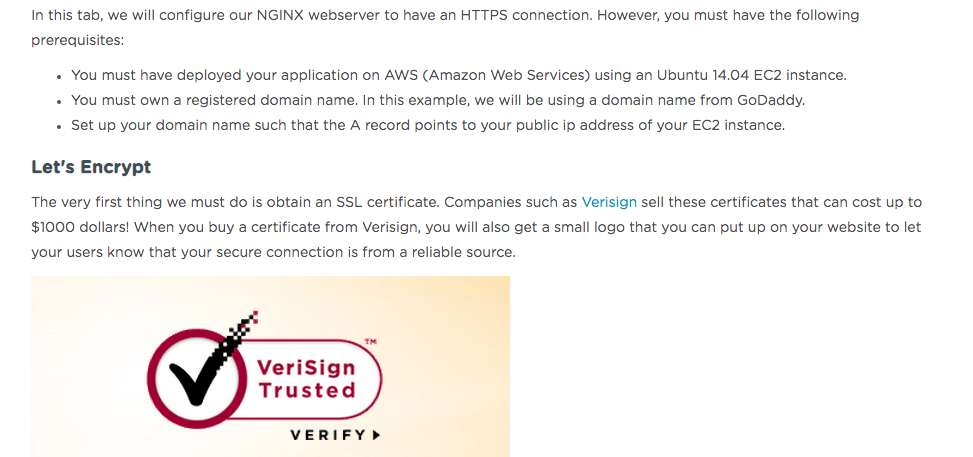 In this tab, we will configure our NGINX webserver to have an HTTPS connection. However, you must have the following
prerequisites:
• You must have deployed your application on AWS (Amazon Web Services) using an Ubuntu 14.04 EC2 instance.
• You must own a registered domain name. In this example, we will be using a domain name from GoDaddy.
• Set up your domain name such that the A record points to your public ip address of your EC2 instance.
Let's Encrypt
The very first thing we must do is obtain an SSL certificate. Companies such as Verisign sell these certificates that can cost up to
$1000 dollars! When you buy a certificate from Verisign, you will also get a small logo that you can put up on your website to let
your users know that your secure connection is from a reliable source.
TM
VeriSign
Trusted
VERIFY